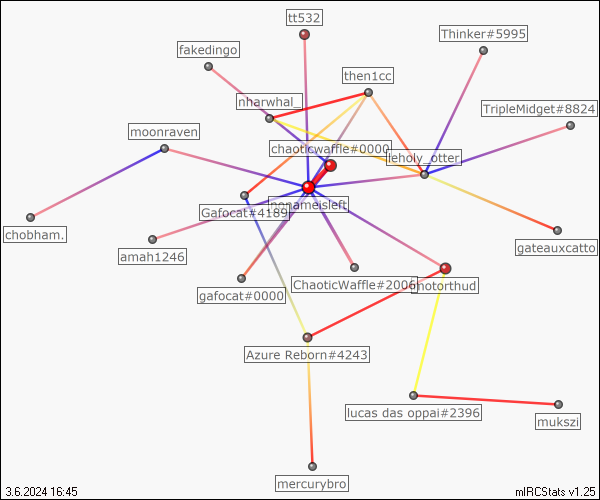 tt532
fakedingo
Thinker#5995
then1cc
nharwhal_
TripleMidget#8824
moonraven
chaoticwaffle#0000
leholy_otter
nonameisleft
Gafocat#4189
chobham.
amah1246
gateauxcatto
ChaoticWaffle#2006
motorthud
gafocat#0000
Azure Reborn#4243
lucas das oppai#2396
mukszi
mercurybro
3.6.2024 16:45
mIRCStats v1.25